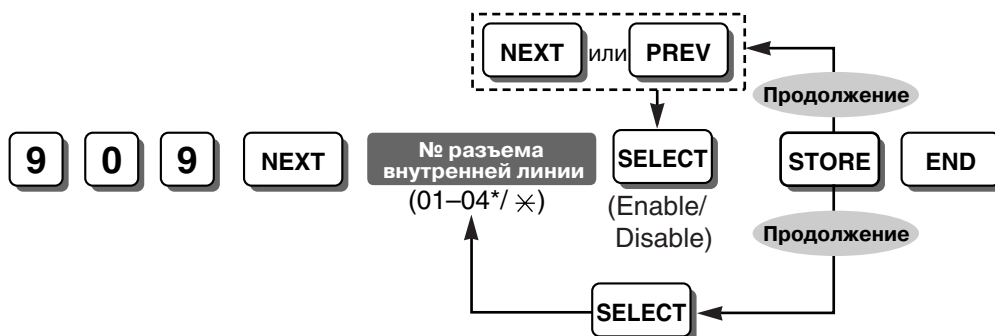 NEXT или PREV
Продолжение
9 0 9 NEXT № разъема внутренней линии SELECT STORE END
(01–04*/ ✳)
(Enable/
Disable)
Продолжение
SELECT